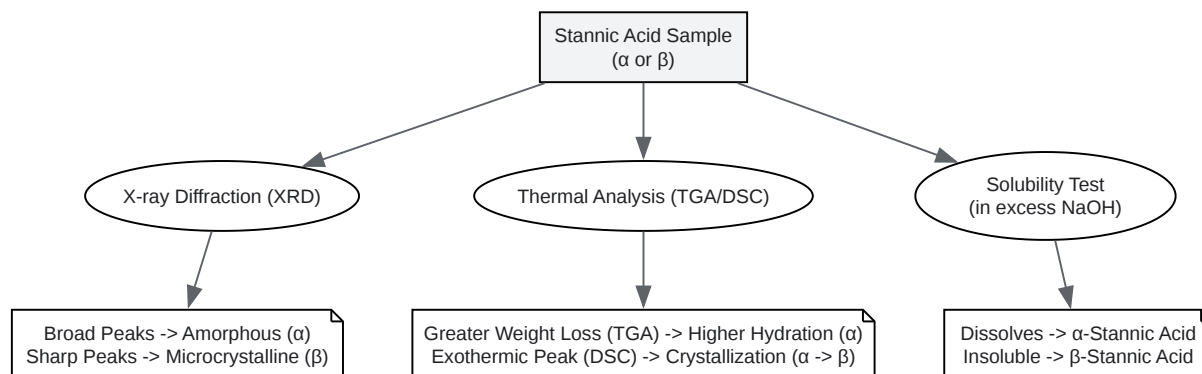 Stannic Acid Sample
(α or β)
X-ray Diffraction (XRD)
Thermal Analysis (TGA/DSC)
Solubility Test
(in excess NaOH)
Broad Peaks -> Amorphous (α)
Sharp Peaks -> Microcrystalline (β)
Greater Weight Loss (TGA) -> Higher Hydration (α)
Exothermic Peak (DSC) -> Crystallization (α -> β)
Dissolves -> α-Stannic Acid
Insoluble -> β-Stannic Acid